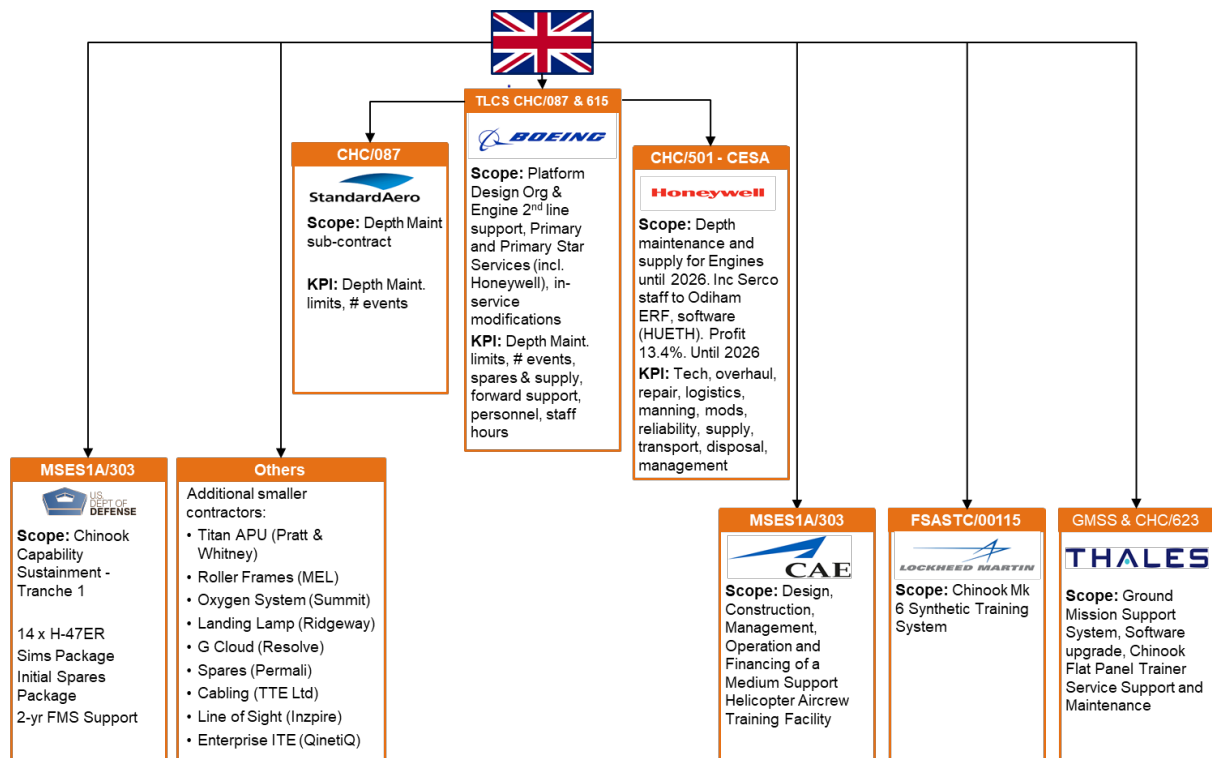 TLCS CHC/087 & 615
BOEING
Scope: Platform
Design Org &
Engine 2nd line
support, Primary
and Primary Star
Services (incl.
Honeywell), in-
service
modifications
KPI: Depth Maint.
limits, # events,
spares & supply,
forward support,
personnel, staff
hours
CHC/087
StandardAero
Scope: Depth Maint
sub-contract
KPI: Depth Maint.
limits, # events
CHC/501 - CESA
Honeywell
Scope: Depth
maintenance and
supply for Engines
until 2026. Inc Serco
staff to Odiham
ERF, software
(HUETH). Profit
13.4%. Until 2026
KPI: Tech, overhaul,
repair, logistics,
manning, mods,
reliability, supply,
transport, disposal,
management
MSES1A/303
U.S.
DEPT OF
DEFENSE
Scope: Chinook
Capability
Sustainment -
Tranche 1
14 x H-47ER
Sims Package
Initial Spares
Package
2-yr FMS Support
Others
Additional smaller
contractors:
• Titan APU (Pratt &
Whitney)
• Roller Frames (MEL)
• Oxygen System (Summit)
• Landing Lamp (Ridgeway)
• G Cloud (Resolve)
• Spares (Permali)
• Cabling (TTE Ltd)
• Line of Sight (Inzpire)
• Enterprise ITE (QinetiQ)
MSES1A/303
CAE
Scope: Design,
Construction,
Management,
Operation and
Financing of a
Medium Support
Helicopter Aircrew
Training Facility
FSASTC/00115
LOCKHEED MARTIN
Scope: Chinook Mk
6 Synthetic Training
System
GMSS & CHC/623
THALES
Scope: Ground
Mission Support
System, Software
upgrade, Chinook
Flat Panel Trainer
Service Support and
Maintenance